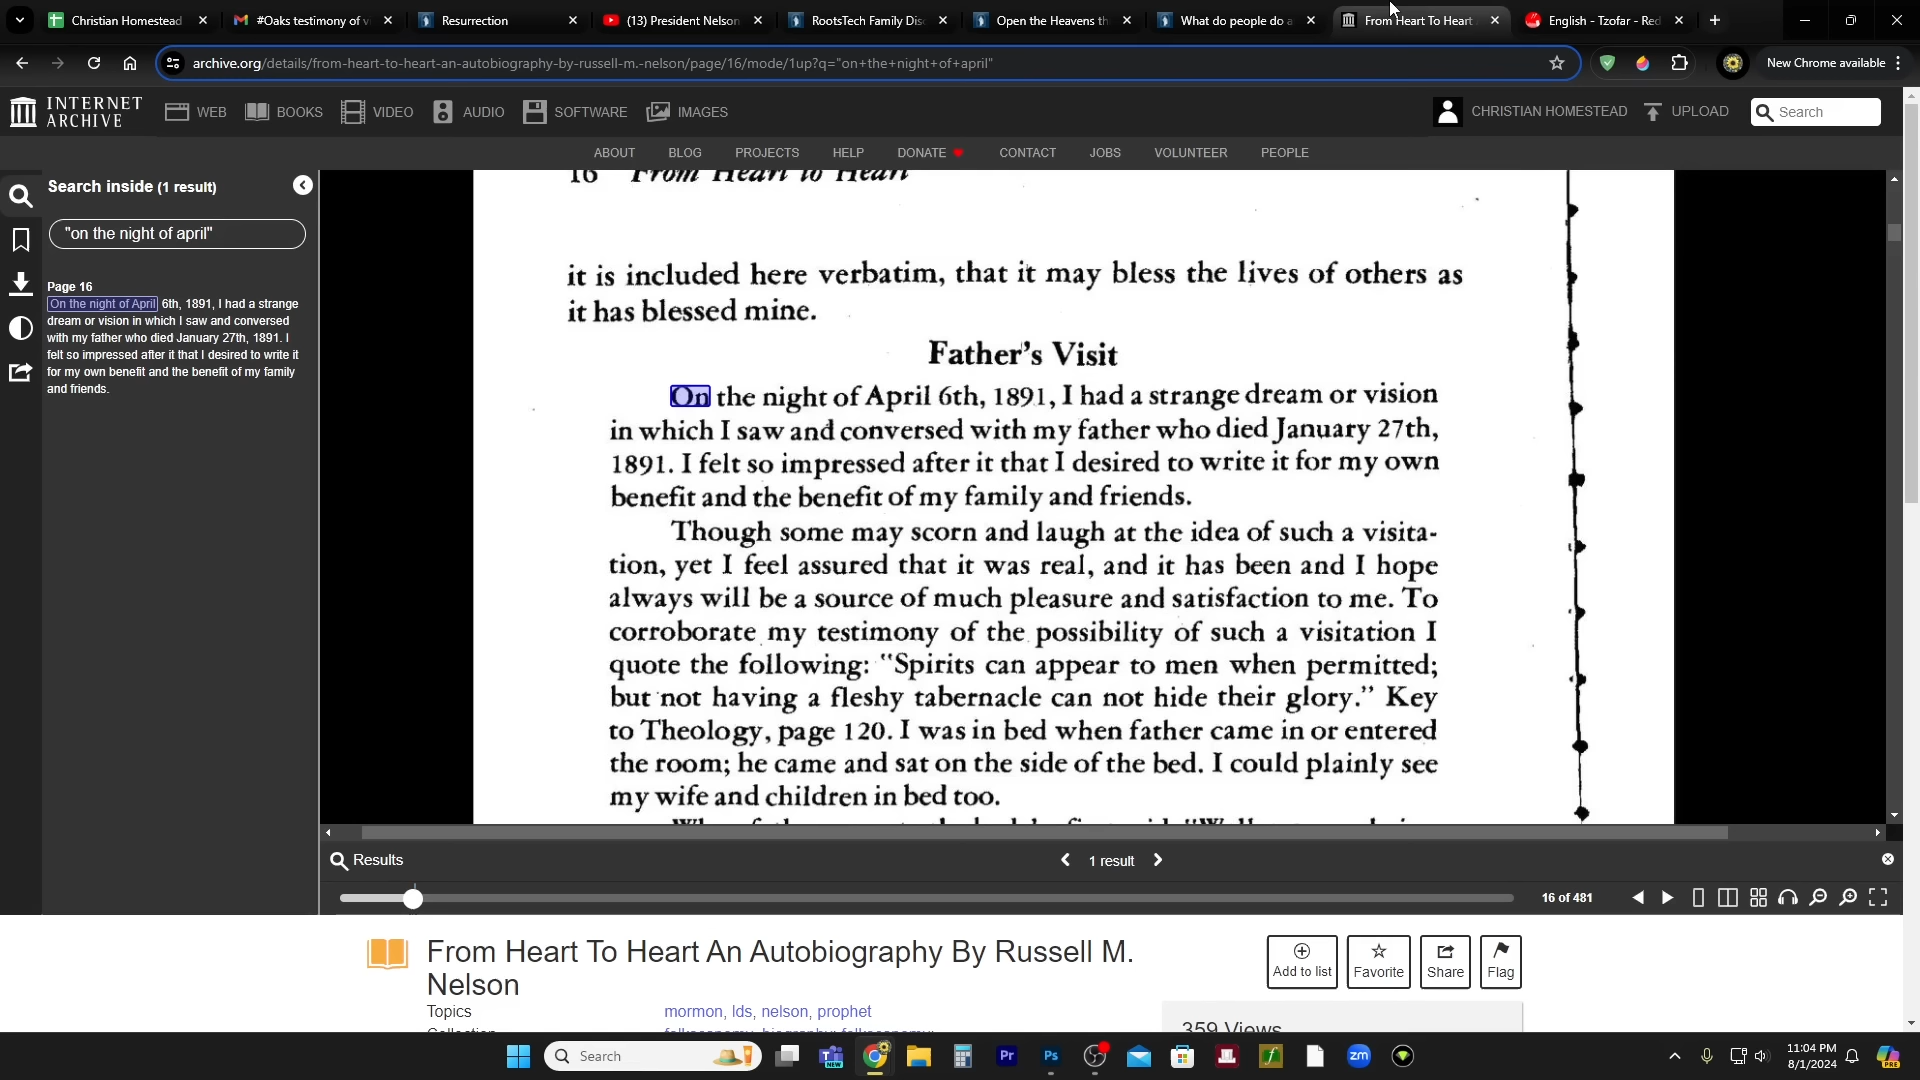 Christian Homestead
#Oaks testimony of v
Resurrection
(13) President Nelson
RootsTech Family Dis
Open the Heavens th
What do people do a
From Heart To Heart
English - Tzofar - Red
archive.org/details/from-heart-to-heart-an-autobiography-by-russell-m.-nelson/page/16/mode/1up?q="on+the+night+of+april"
New Chrome available
INTERNET ARCHIVE
WEB
BOOKS
VIDEO
AUDIO
SOFTWARE
IMAGES
CHRISTIAN HOMESTEAD
UPLOAD
Search
ABOUT
BLOG
PROJECTS
HELP
DONATE
CONTACT
JOBS
VOLUNTEER
PEOPLE
Search inside (1 result)
"on the night of april"
Page 16
On the night of April 6th, 1891, I had a strange
dream or vision in which I saw and conversed
with my father who died January 27th, 1891. I
felt so impressed after it that I desired to write it
for my own benefit and the benefit of my family
and friends.
16 From Heart to Heart
it is included here verbatim, that it may bless the lives of others as
it has blessed mine.
Father's Visit
On the night of April 6th, 1891, I had a strange dream or vision
in which I saw and conversed with my father who died January 27th,
1891. I felt so impressed after it that I desired to write it for my own
benefit and the benefit of my family and friends.
Though some may scorn and laugh at the idea of such a visita-
tion, yet I feel assured that it was real, and it has been and I hope
always will be a source of much pleasure and satisfaction to me. To
corroborate my testimony of the possibility of such a visitation I
quote the following: "Spirits can appear to men when permitted;
but not having a fleshy tabernacle can not hide their glory." Key
to Theology, page 120. I was in bed when father came in or entered
the room; he came and sat on the side of the bed. I could plainly see
my wife and children in bed too.
Results
1 result
16 of 481
From Heart To Heart An Autobiography By Russell M.
Nelson
Add to list
Favorite
Share
Flag
Topics
mormon, lds, nelson, prophet
Collection
359 Views
Search
NEW
Pr
Ps
zm
11:04 PM
8/1/2024
PRE